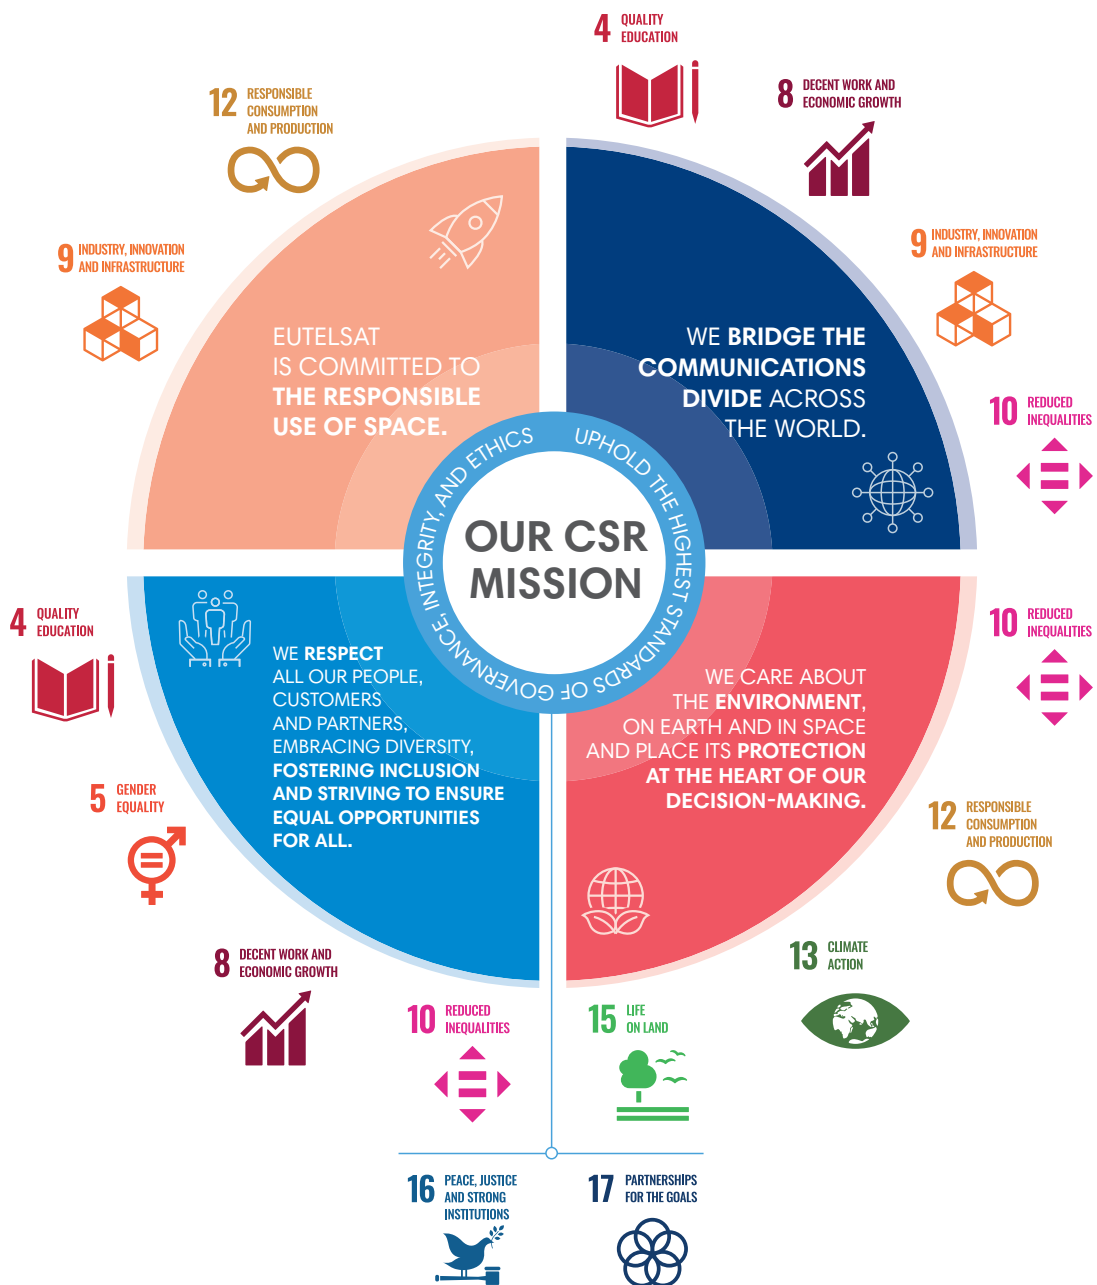 4 QUALITY
EDUCATION
8 DECENT WORK AND
ECONOMIC GROWTH
12 RESPONSIBLE
CONSUMPTION
AND PRODUCTION
9 INDUSTRY, INNOVATION
AND INFRASTRUCTURE
9 INDUSTRY, INNOVATION
AND INFRASTRUCTURE
10 REDUCED
INEQUALITIES
EUTELSAT
IS COMMITTED TO
THE RESPONSIBLE
USE OF SPACE.
WE BRIDGE THE
COMMUNICATIONS
DIVIDE ACROSS
THE WORLD.
UPHOLD THE HIGHEST STANDARDS OF GOVERNANCE, INTEGRITY, AND ETHICS
OUR CSR
MISSION
4 QUALITY
EDUCATION
WE RESPECT
ALL OUR PEOPLE,
CUSTOMERS
AND PARTNERS,
EMBRACING DIVERSITY,
FOSTERING INCLUSION
AND STRIVING TO ENSURE
EQUAL OPPORTUNITIES
FOR ALL.
WE CARE ABOUT
THE ENVIRONMENT,
ON EARTH AND IN SPACE
AND PLACE ITS PROTECTION
AT THE HEART OF OUR
DECISION-MAKING.
10 REDUCED
INEQUALITIES
5 GENDER
EQUALITY
12 RESPONSIBLE
CONSUMPTION
AND PRODUCTION
8 DECENT WORK AND
ECONOMIC GROWTH
13 CLIMATE
ACTION
10 REDUCED
INEQUALITIES
15 LIFE
ON LAND
16 PEACE, JUSTICE
AND STRONG
INSTITUTIONS
17 PARTNERSHIPS
FOR THE GOALS